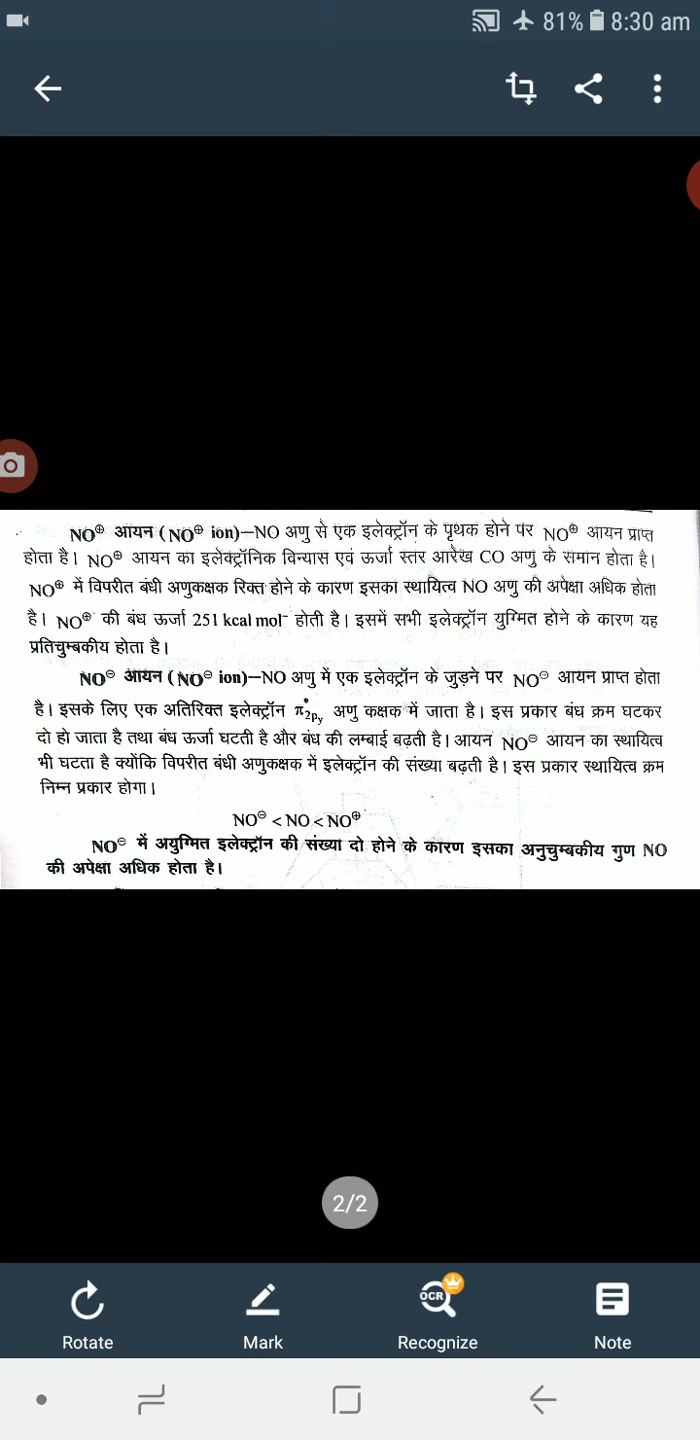 81% 8:30 am
NO⊕ आयन ( NO⊕ ion)–NO अणु से एक इलेक्ट्रॉन के पृथक होने पर NO⊕ आयन प्राप्त
होता है। NO⊕ आयन का इलेक्ट्रॉनिक विन्यास एवं ऊर्जा स्तर आरेख CO अणु के समान होता है।
NO⊕ में विपरीत बंधी अणुकक्षक रिक्त होने के कारण इसका स्थायित्व NO अणु की अपेक्षा अधिक होता
है। NO⊕ की बंध ऊर्जा 251 kcal mol⁻ होती है। इसमें सभी इलेक्ट्रॉन युग्मित होने के कारण यह
प्रतिचुम्बकीय होता है।
NO⊖ आयन ( NO⊖ ion)–NO अणु में एक इलेक्ट्रॉन के जुड़ने पर NO⊖ आयन प्राप्त होता
है। इसके लिए एक अतिरिक्त इलेक्ट्रॉन π*2py अणु कक्षक में जाता है। इस प्रकार बंध क्रम घटकर
दो हो जाता है तथा बंध ऊर्जा घटती है और बंध की लम्बाई बढ़ती है। आयन NO⊖ आयन का स्थायित्व
भी घटता है क्योंकि विपरीत बंधी अणुकक्षक में इलेक्ट्रॉन की संख्या बढ़ती है। इस प्रकार स्थायित्व क्रम
निम्न प्रकार होगा।
NO⊖ < NO < NO⊕
NO⊖ में अयुग्मित इलेक्ट्रॉन की संख्या दो होने के कारण इसका अनुचुम्बकीय गुण NO
की अपेक्षा अधिक होता है।
2/2
OCR
Rotate Mark Recognize Note